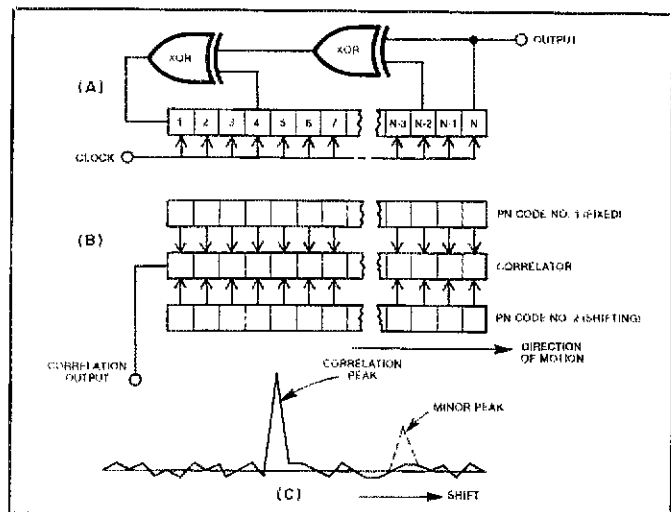 XOR
XOR
OUTPUT
(A)
1 2 3 4 5 6 7 N-3 N-2 N-1 N
CLOCK
PN CODE NO. 1 (FIXED)
(B)
CORRELATOR
PN CODE NO. 2 (SHIFTING)
DIRECTION
OF MOTION
CORRELATION
OUTPUT
CORRELATION
PEAK
MINOR PEAK
(C)
SHIFT